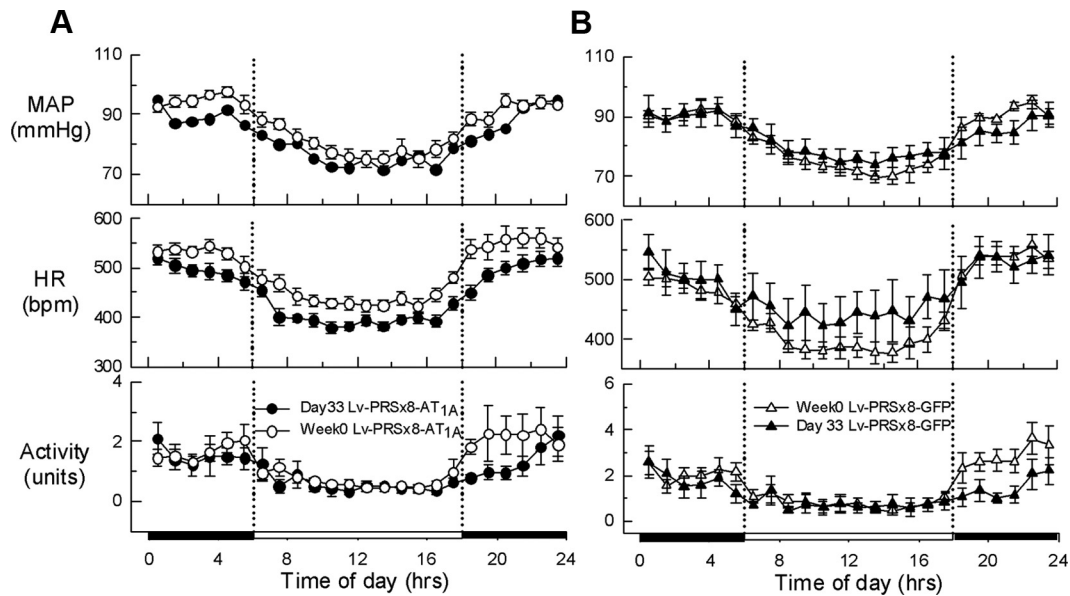 A
B
MAP
(mmHg)
110
90
70
110
90
70
HR
(bpm)
600
500
400
300
600
500
400
Activity
(units)
4
2
0
Day33 Lv-PRSx8-AT1A
Week0 Lv-PRSx8-AT1A
6
4
2
0
Week0 Lv-PRSx8-GFP
Day 33 Lv-PRSx8-GFP
0 8 12 16 20 24
Time of day (hrs)
0 4 8 12 16 20 24
Time of day (hrs)